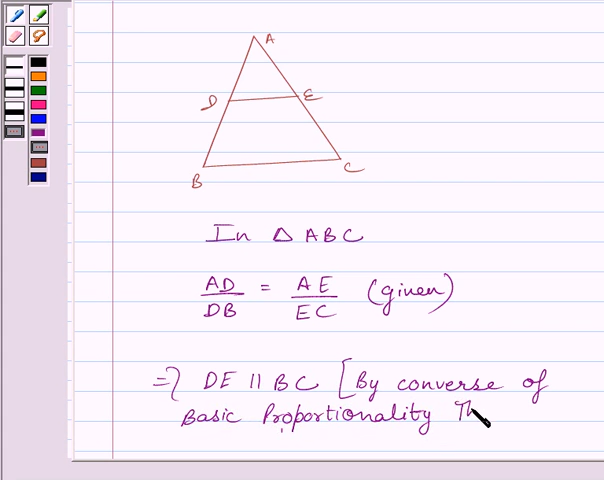 A
D E
B C
In △ ABC
AD/DB = AE/EC (given)
=> DE || BC [By converse of
Basic Proportionality Th